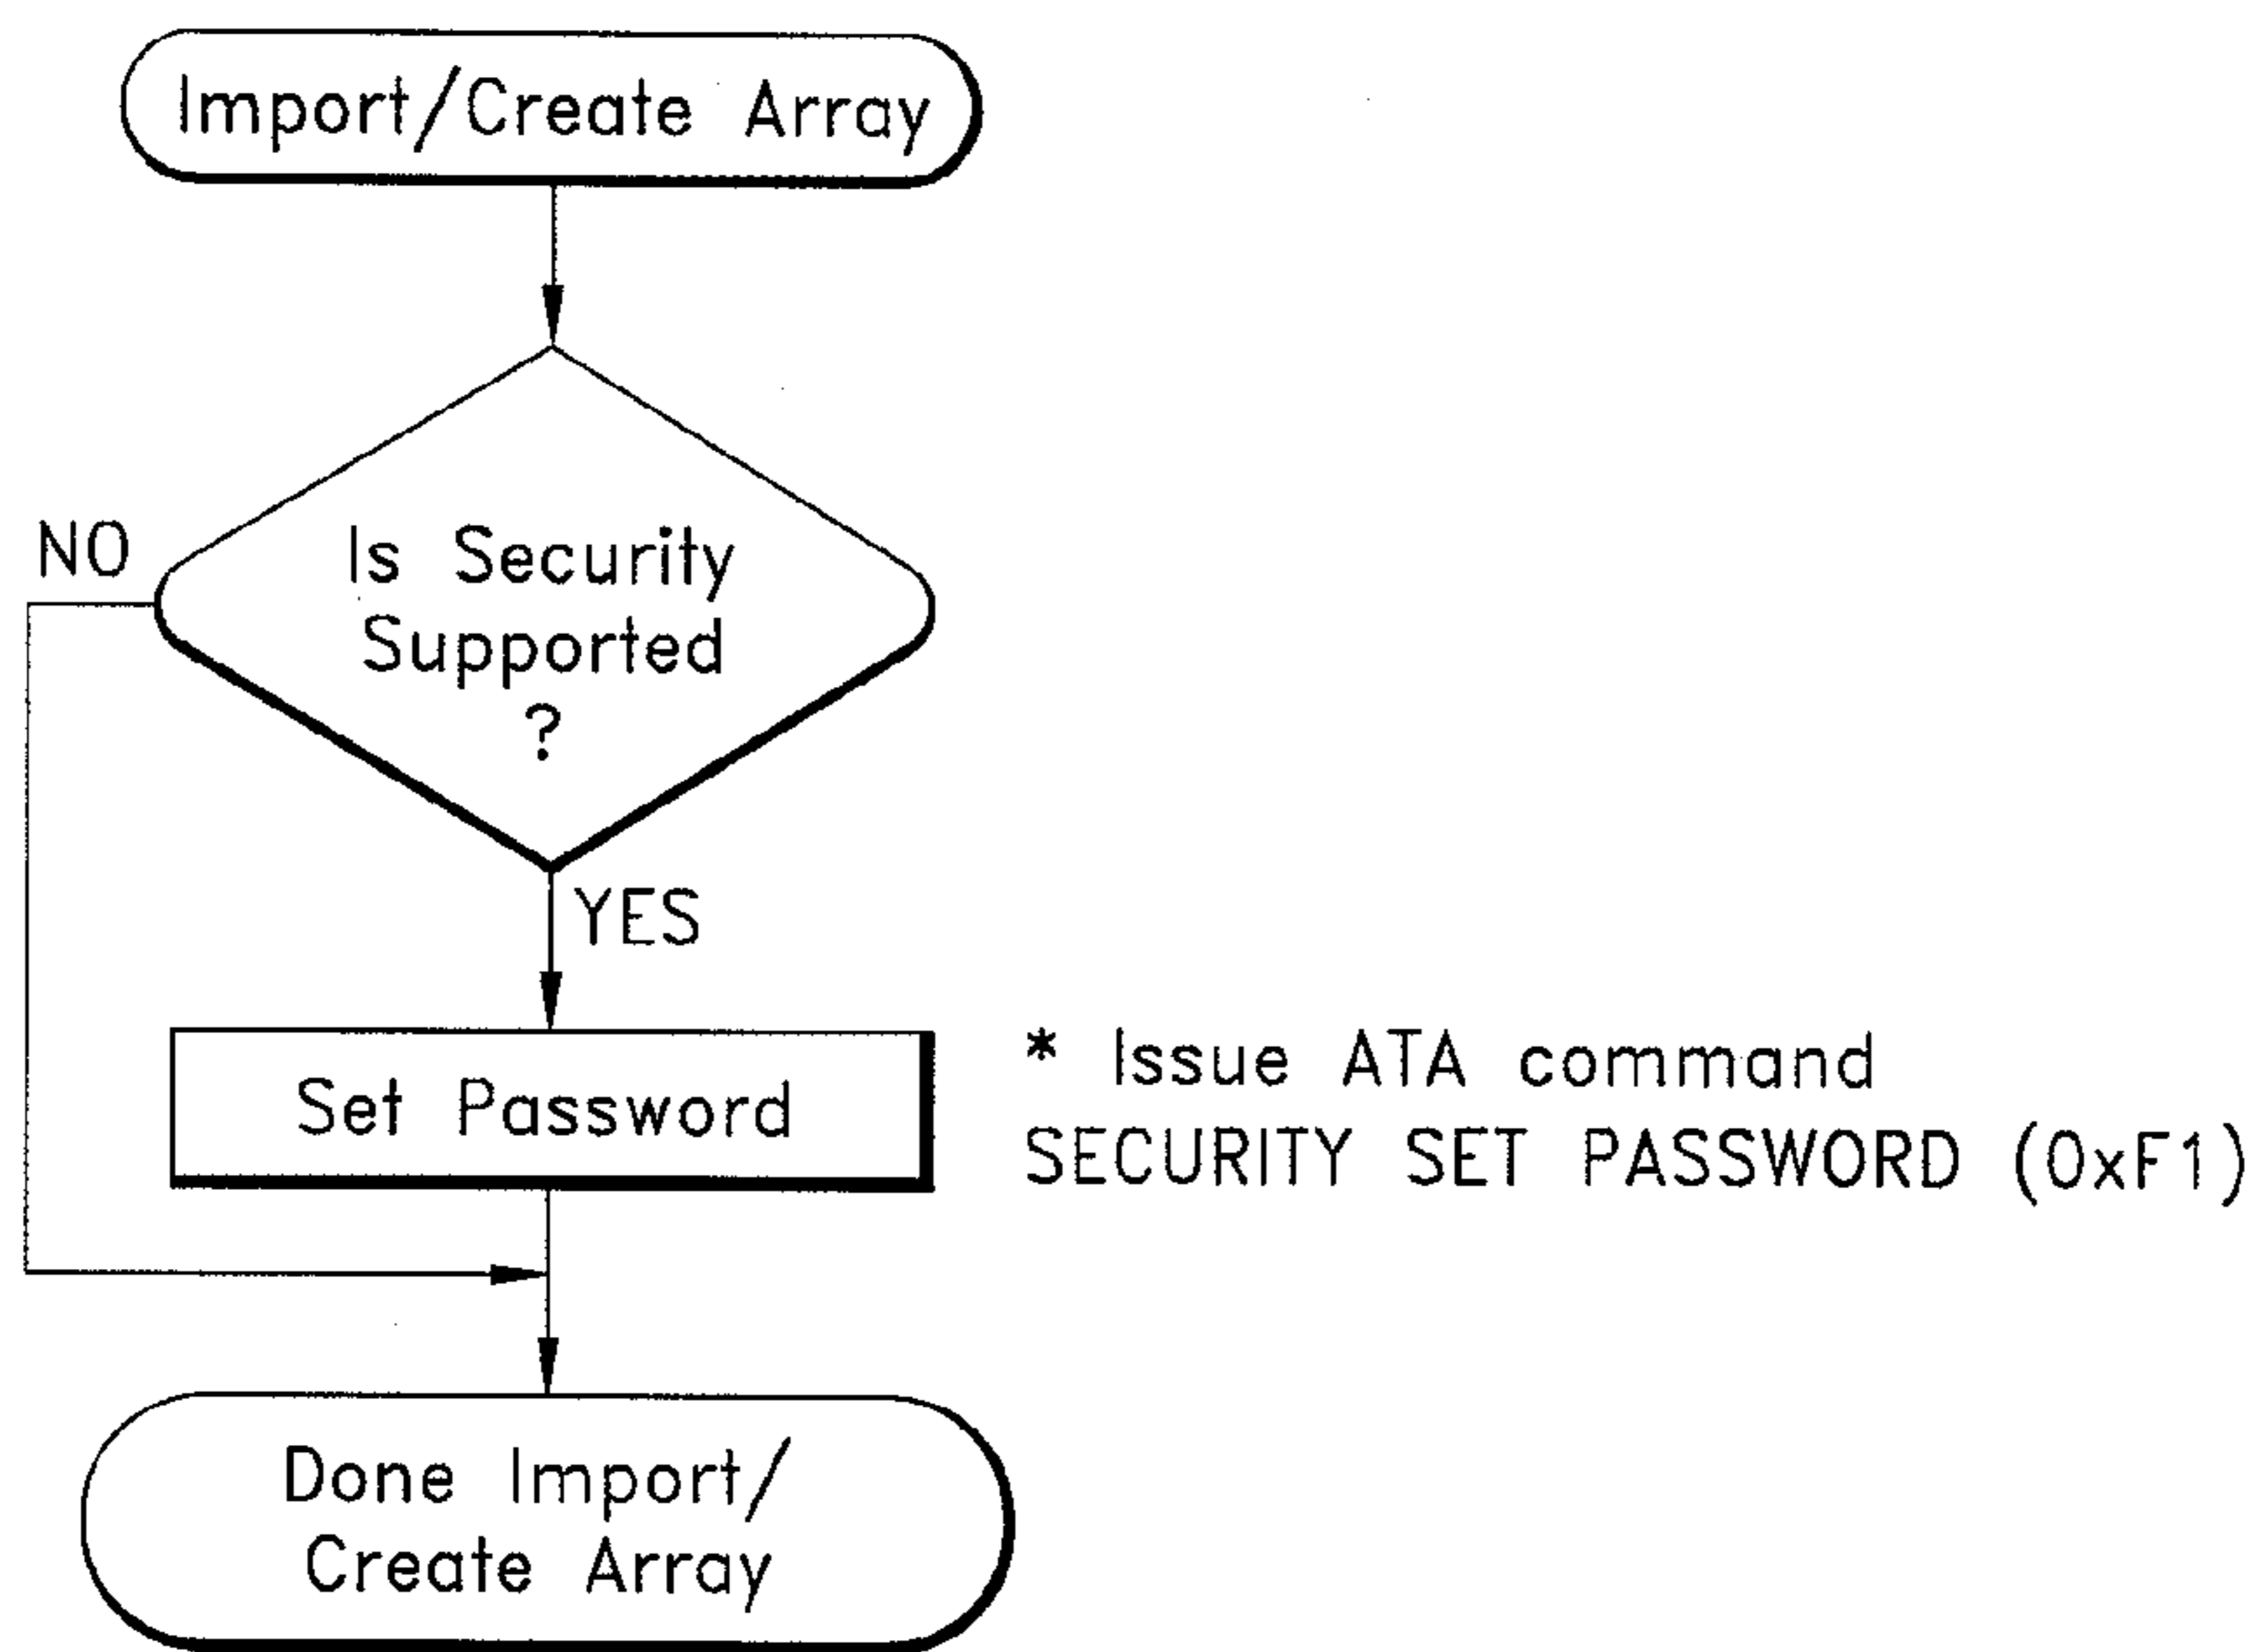 Import/Create Array
NO
Is Security
Supported
?
YES
Set Password
* Issue ATA command
SECURITY SET PASSWORD (0xF1)
Done Import/
Create Array